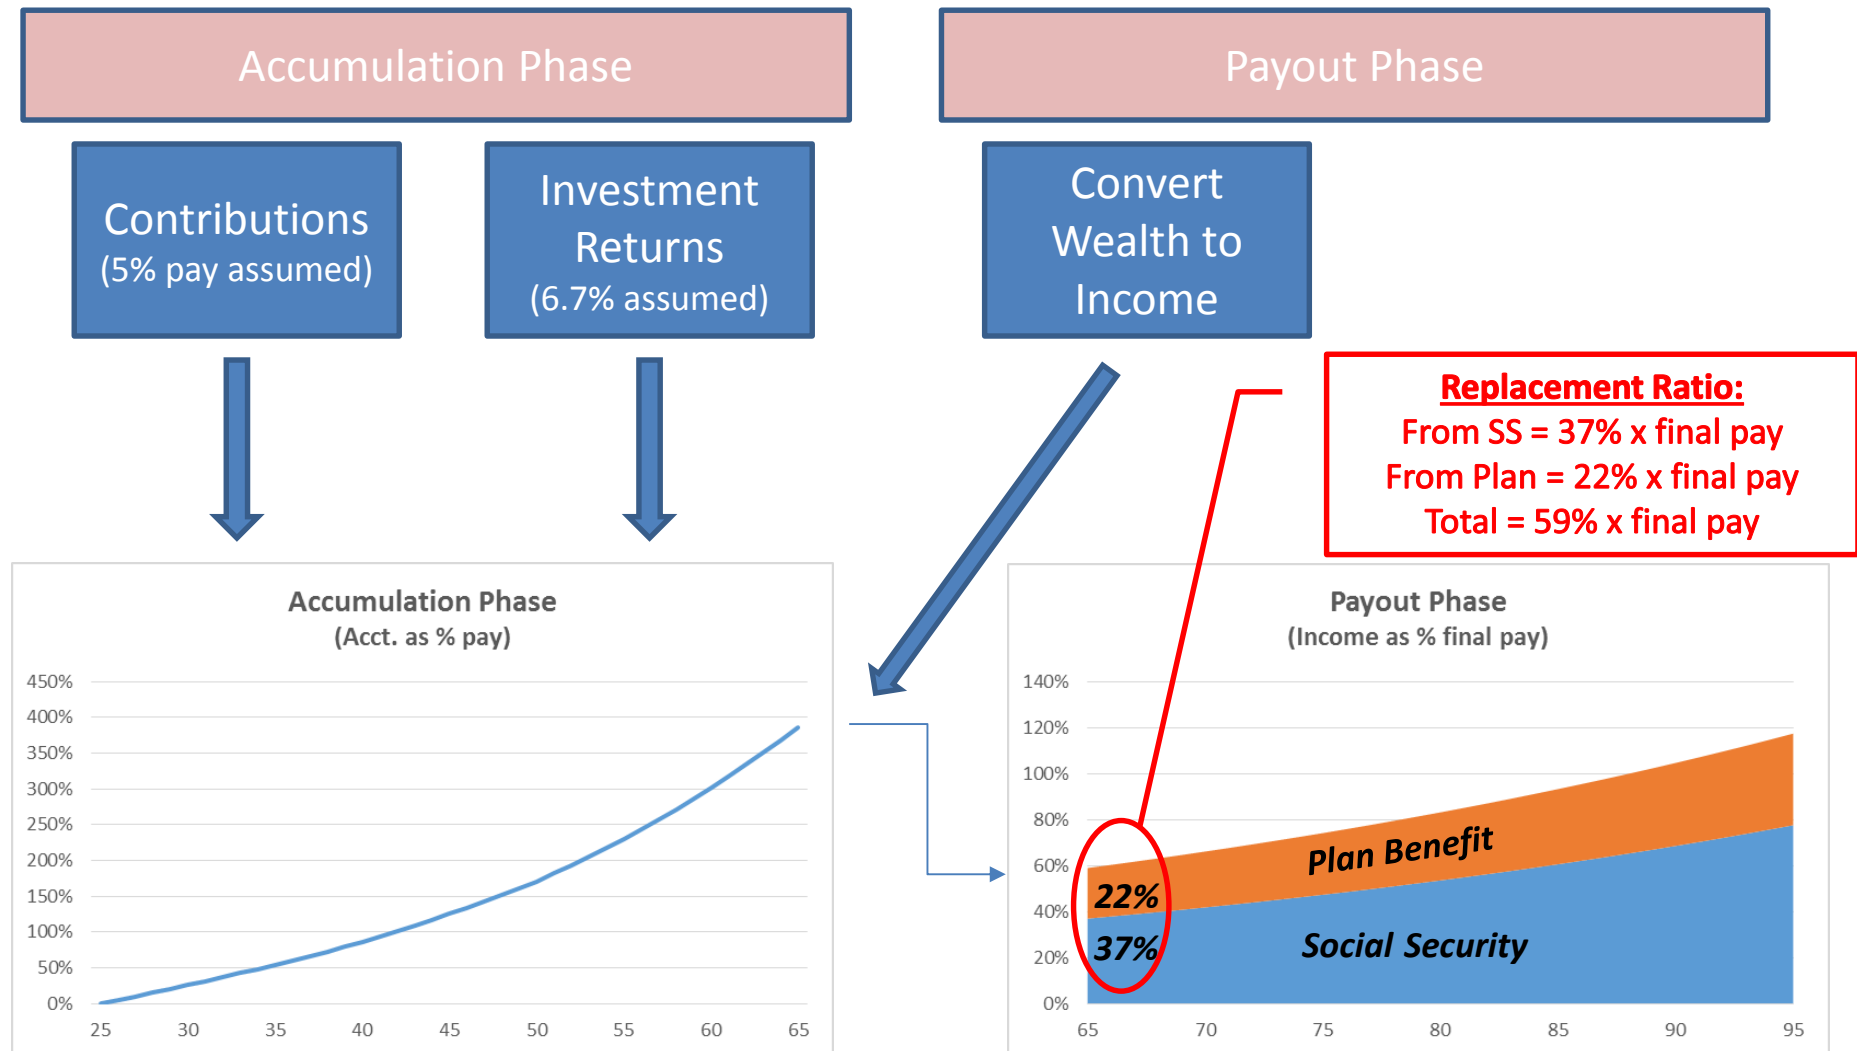 Accumulation Phase
Payout Phase
Contributions
(5% pay assumed)
Investment
Returns
(6.7% assumed)
Convert
Wealth to
Income
Replacement Ratio:
From SS = 37% x final pay
From Plan = 22% x final pay
Total = 59% x final pay
Accumulation Phase
(Acct. as % pay)
450%
400%
350%
300%
250%
200%
150%
100%
50%
0%
25 30 35 40 45 50 55 60 65
Payout Phase
(Income as % final pay)
140%
120%
100%
80%
60%
40%
20%
0%
Plan Benefit
22%
37%
Social Security
65 70 75 80 85 90 95